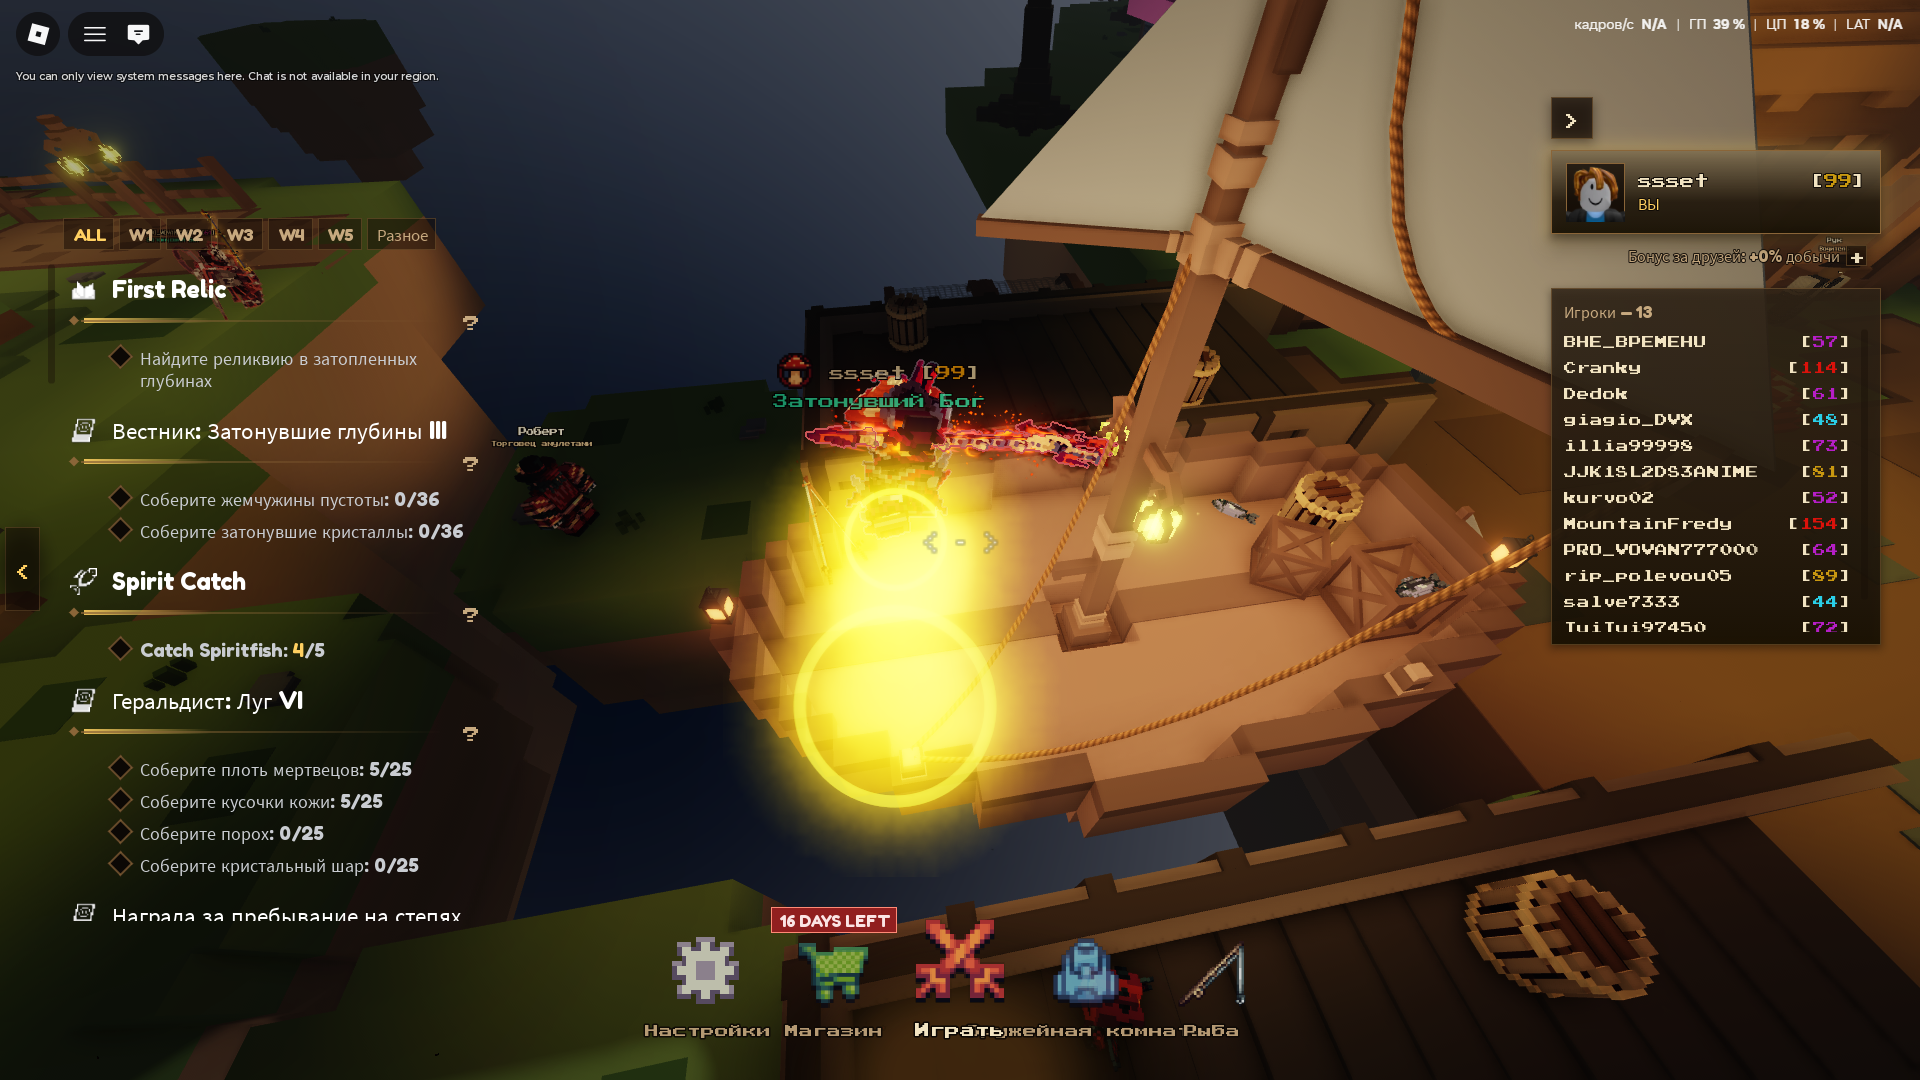 кадров/с N/A | ГП 39 % | ЦП 18 % | LAT N/A
You can only view system messages here. Chat is not available in your region.
ssset [99]
ВЫ
ALL W1 W2 W3 W4 W5 Разное
Бонус за друзей: +0% добычи +
First Relic
?
Найдите реликвию в затопленных
глубинах
Вестник: Затонувшие глубины III
?
Соберите жемчужины пустоты: 0/36
Соберите затонувшие кристаллы: 0/36
Spirit Catch
?
Catch Spiritfish: 4/5
Геральдист: Луг VI
?
Соберите плоть мертвецов: 5/25
Соберите кусочки кожи: 5/25
Соберите порох: 0/25
Соберите кристальный шар: 0/25
Награда за пребывание на степях
ssset [99]
Затонувший Бог
Роберт
Торговец амулетами
Рук
Игроки — 13
BHE_BPEMEHU [57]
Cranky [114]
Dedok [61]
giagio_DVX [48]
illia99998 [73]
JJK1SL2DS3ANIME [81]
kurvo02 [52]
MountainFredy [154]
PRO_VOVAN777000 [64]
rip_polevou05 [89]
salve7333 [44]
TuiTui97450 [72]
16 DAYS LEFT
Настройки Магазин Играть жейная комна Рыба